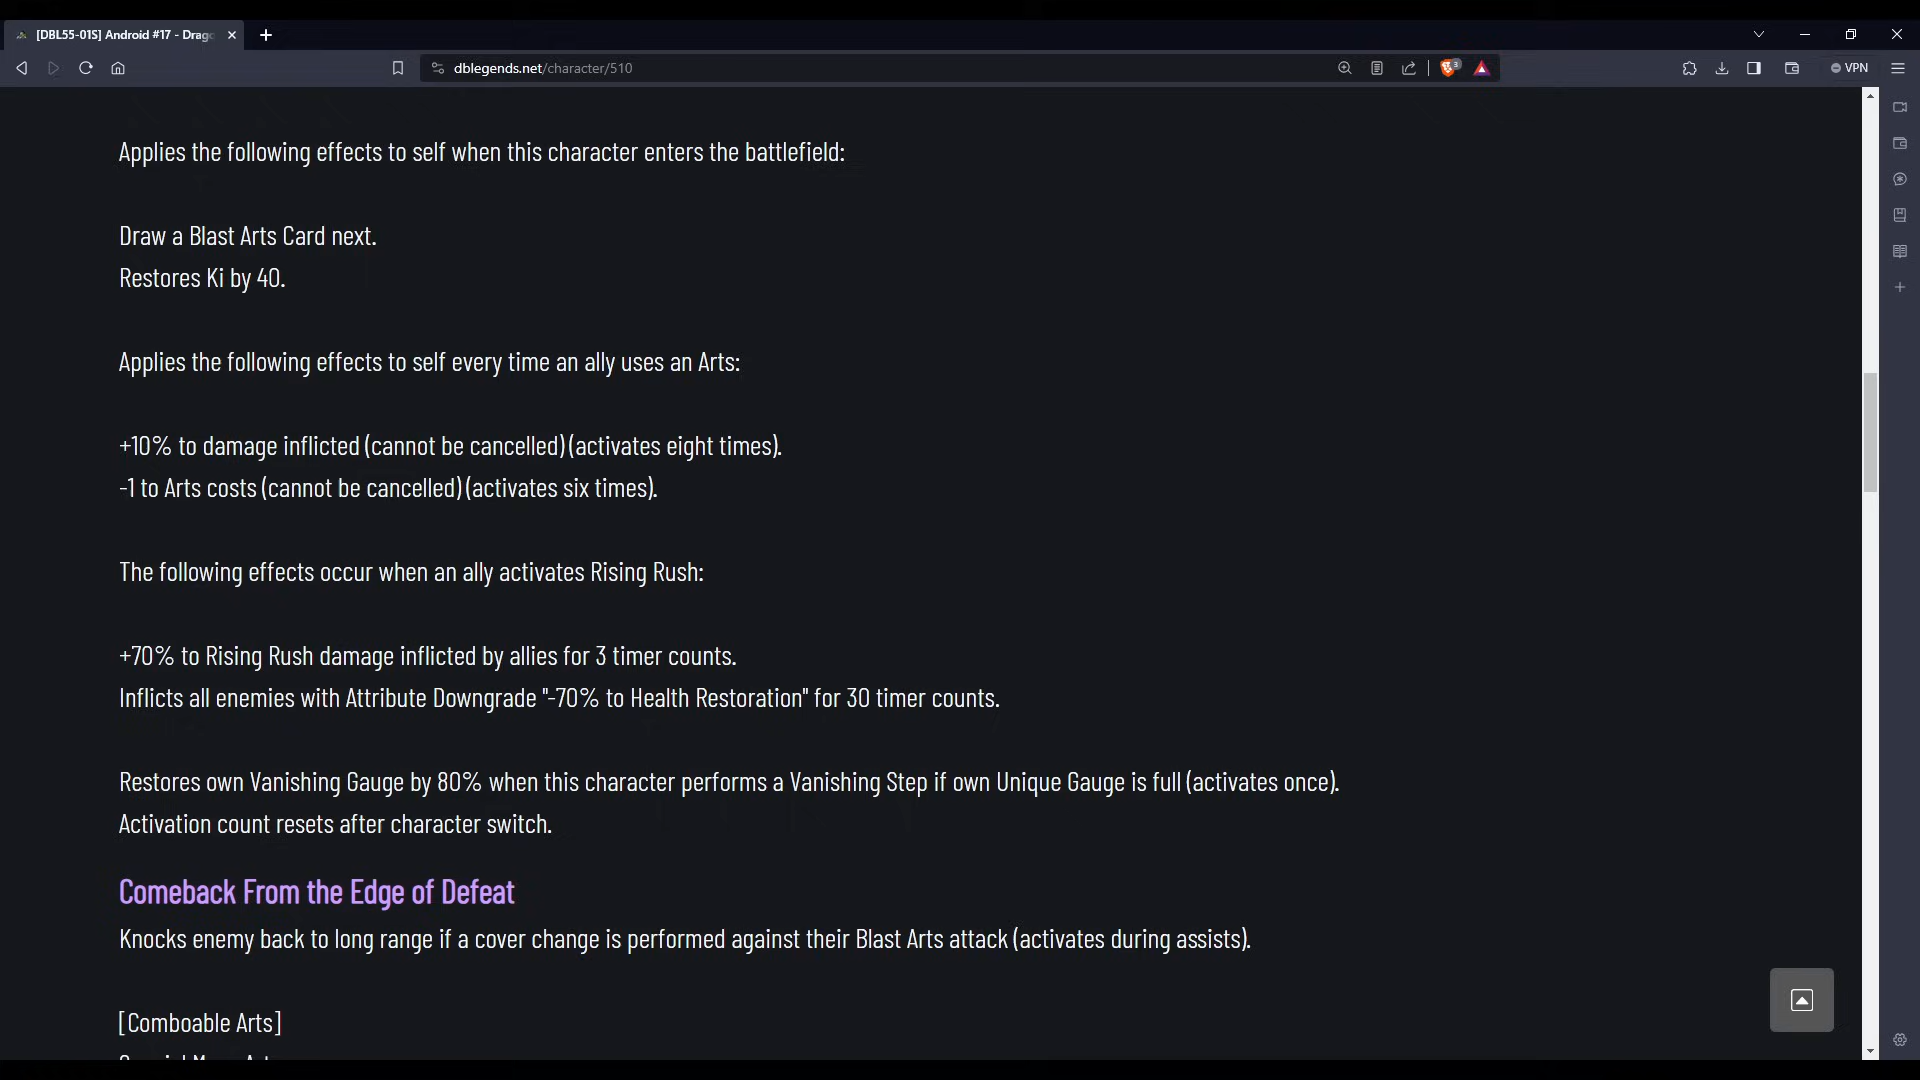 [DBL55-01S] Android #17 - Drago
dblegends.net/character/510
3
VPN
Applies the following effects to self when this character enters the battlefield:
Draw a Blast Arts Card next.
Restores Ki by 40.
Applies the following effects to self every time an ally uses an Arts:
+10% to damage inflicted (cannot be cancelled) (activates eight times).
-1 to Arts costs (cannot be cancelled) (activates six times).
The following effects occur when an ally activates Rising Rush:
+70% to Rising Rush damage inflicted by allies for 3 timer counts.
Inflicts all enemies with Attribute Downgrade "-70% to Health Restoration" for 30 timer counts.
Restores own Vanishing Gauge by 80% when this character performs a Vanishing Step if own Unique Gauge is full (activates once).
Activation count resets after character switch.
Comeback From the Edge of Defeat
Knocks enemy back to long range if a cover change is performed against their Blast Arts attack (activates during assists).
[Comboable Arts]